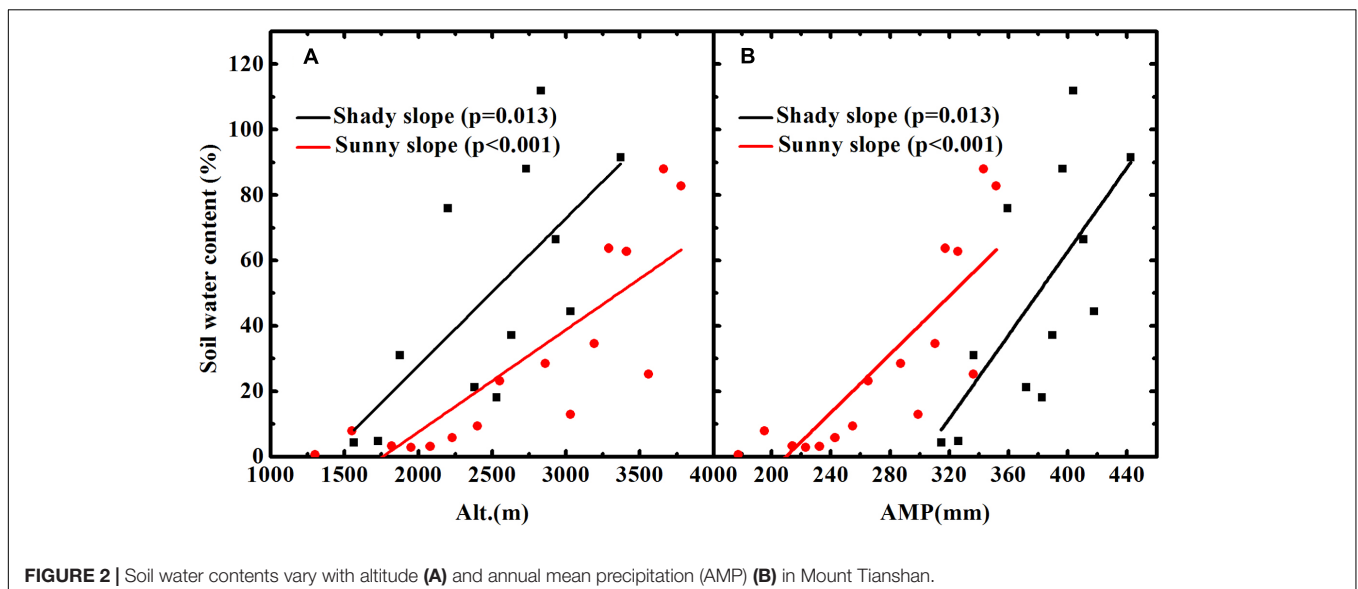 A
B
120
100
80
60
40
20
0
Soil water content (%)
Shady slope (p=0.013)
Sunny slope (p<0.001)
Shady slope (p=0.013)
Sunny slope (p<0.001)
1000 1500 2000 2500 3000 3500 4000
200 240 280 320 360 400 440
Alt.(m)
AMP(mm)
FIGURE 2 | Soil water contents vary with altitude (A) and annual mean precipitation (AMP) (B) in Mount Tianshan.